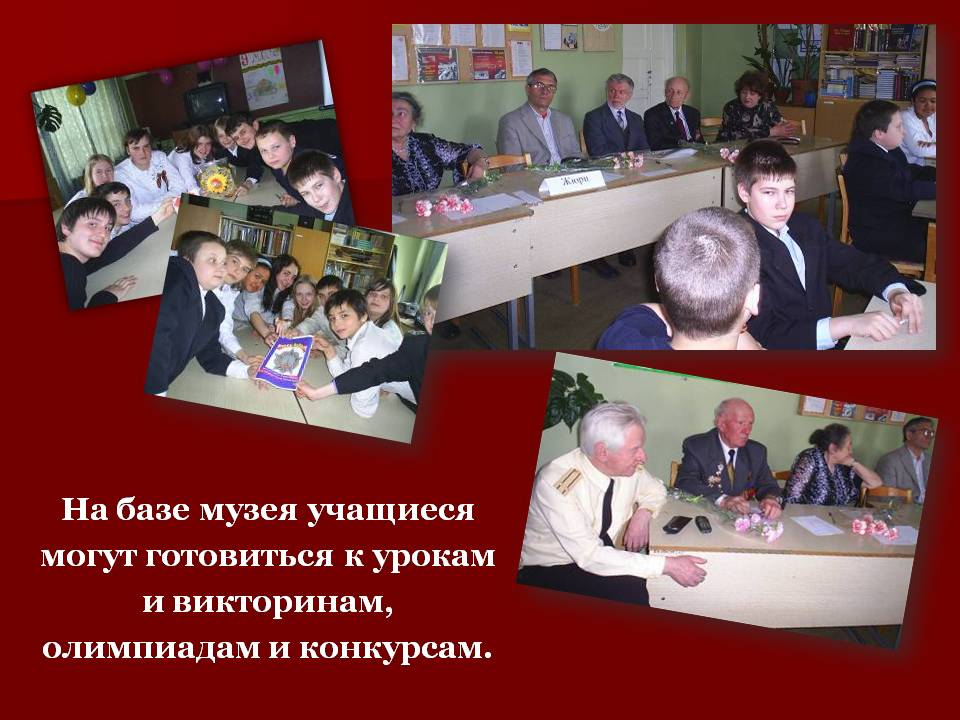 Жюри
На базе музея учащиеся
могут готовиться к урокам
и викторинам,
олимпиадам и конкурсам.